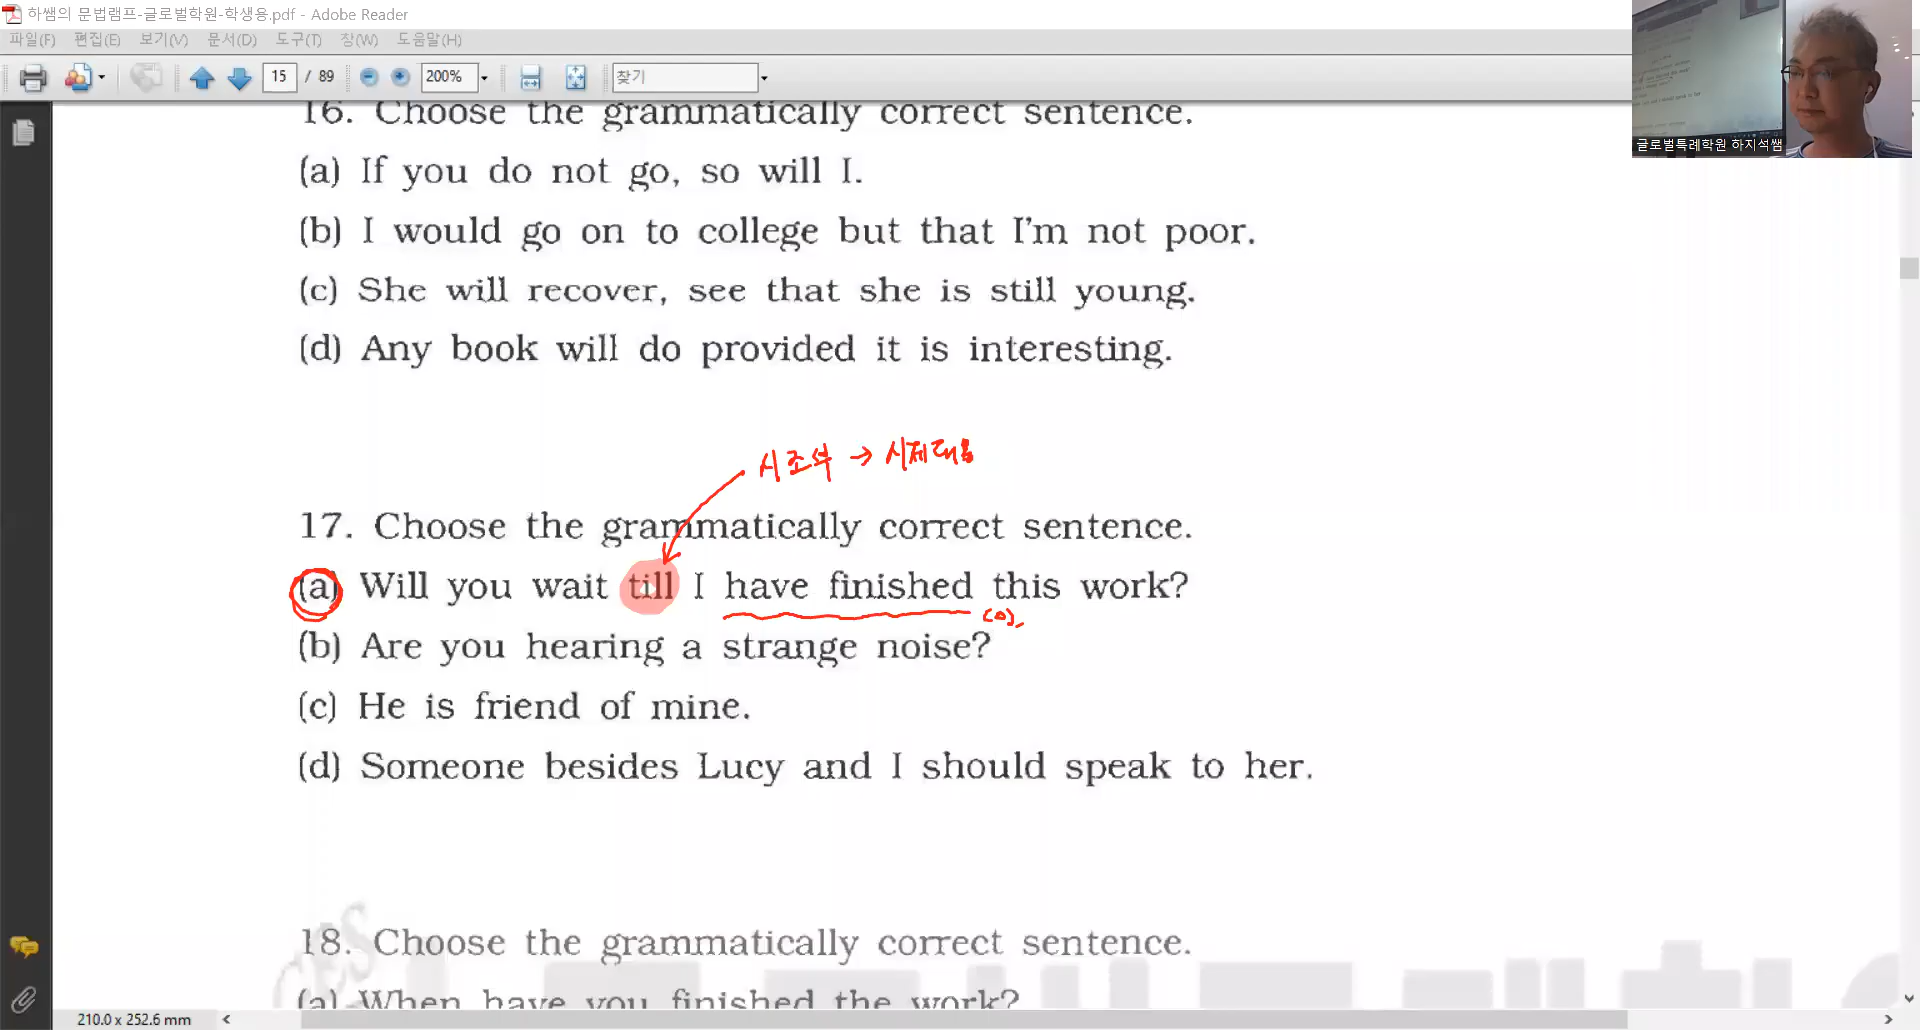 하쌤의 문법램프-글로벌학원-학생용.pdf - Adobe Reader
파일(F) 편집(E) 보기(V) 문서(D) 도구(T) 창(W) 도움말(H)
15 / 89 200% 찾기
글로벌특례학원 하지석쌤
16. Choose the grammatically correct sentence.
(a) If you do not go, so will I.
(b) I would go on to college but that I'm not poor.
(c) She will recover, see that she is still young.
(d) Any book will do provided it is interesting.
시조부 → 시제대용
17. Choose the grammatically correct sentence.
(a) Will you wait till I have finished this work?
(o).
(b) Are you hearing a strange noise?
(c) He is friend of mine.
(d) Someone besides Lucy and I should speak to her.
18. Choose the grammatically correct sentence.
(a) When have you finished the work?
210.0 x 252.6 mm